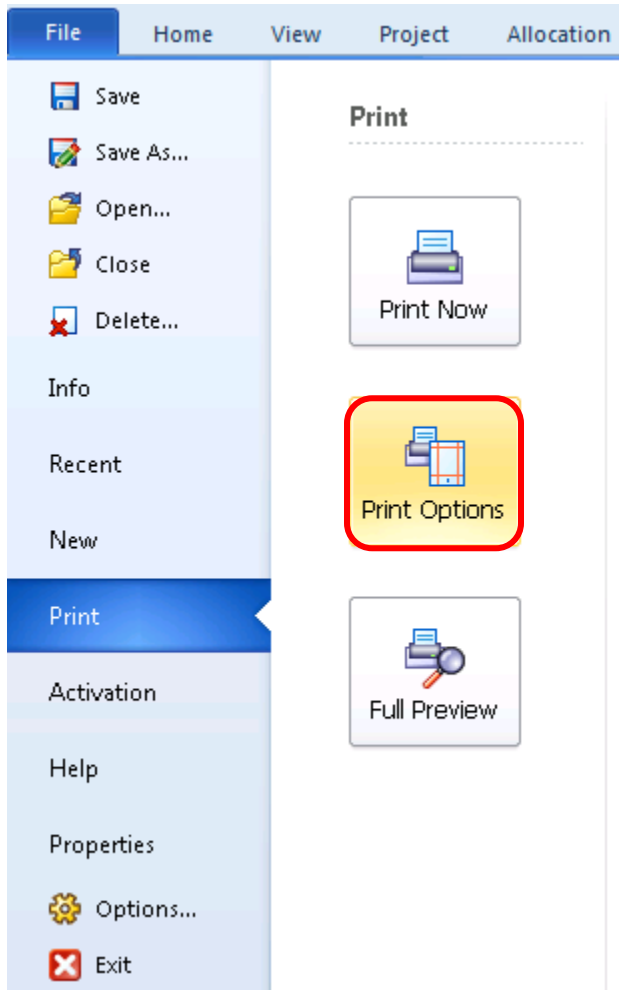 File Home View Project Allocation
Save
Save As...
Open...
Close
Delete...
Info
Recent
New
Print
Activation
Help
Properties
Options...
Exit
Print
Print Now
Print Options
Full Preview